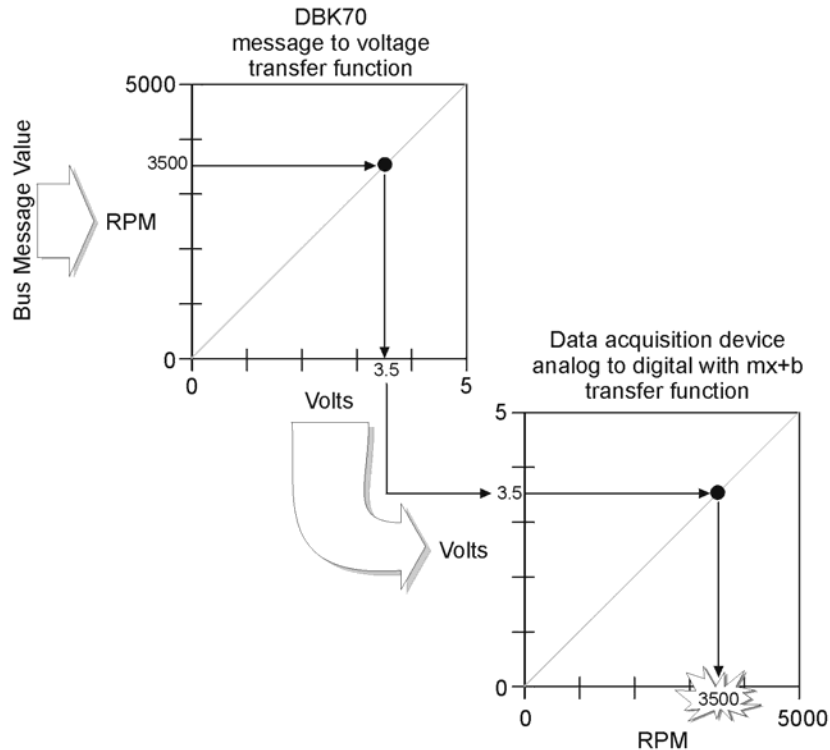 DBK70
message to voltage
transfer function
5000
3500
Bus Message Value
RPM
0
0
3.5
5
Volts
Data acquisition device
analog to digital with mx+b
transfer function
5
3.5
Volts
0
0
3500
5000
RPM